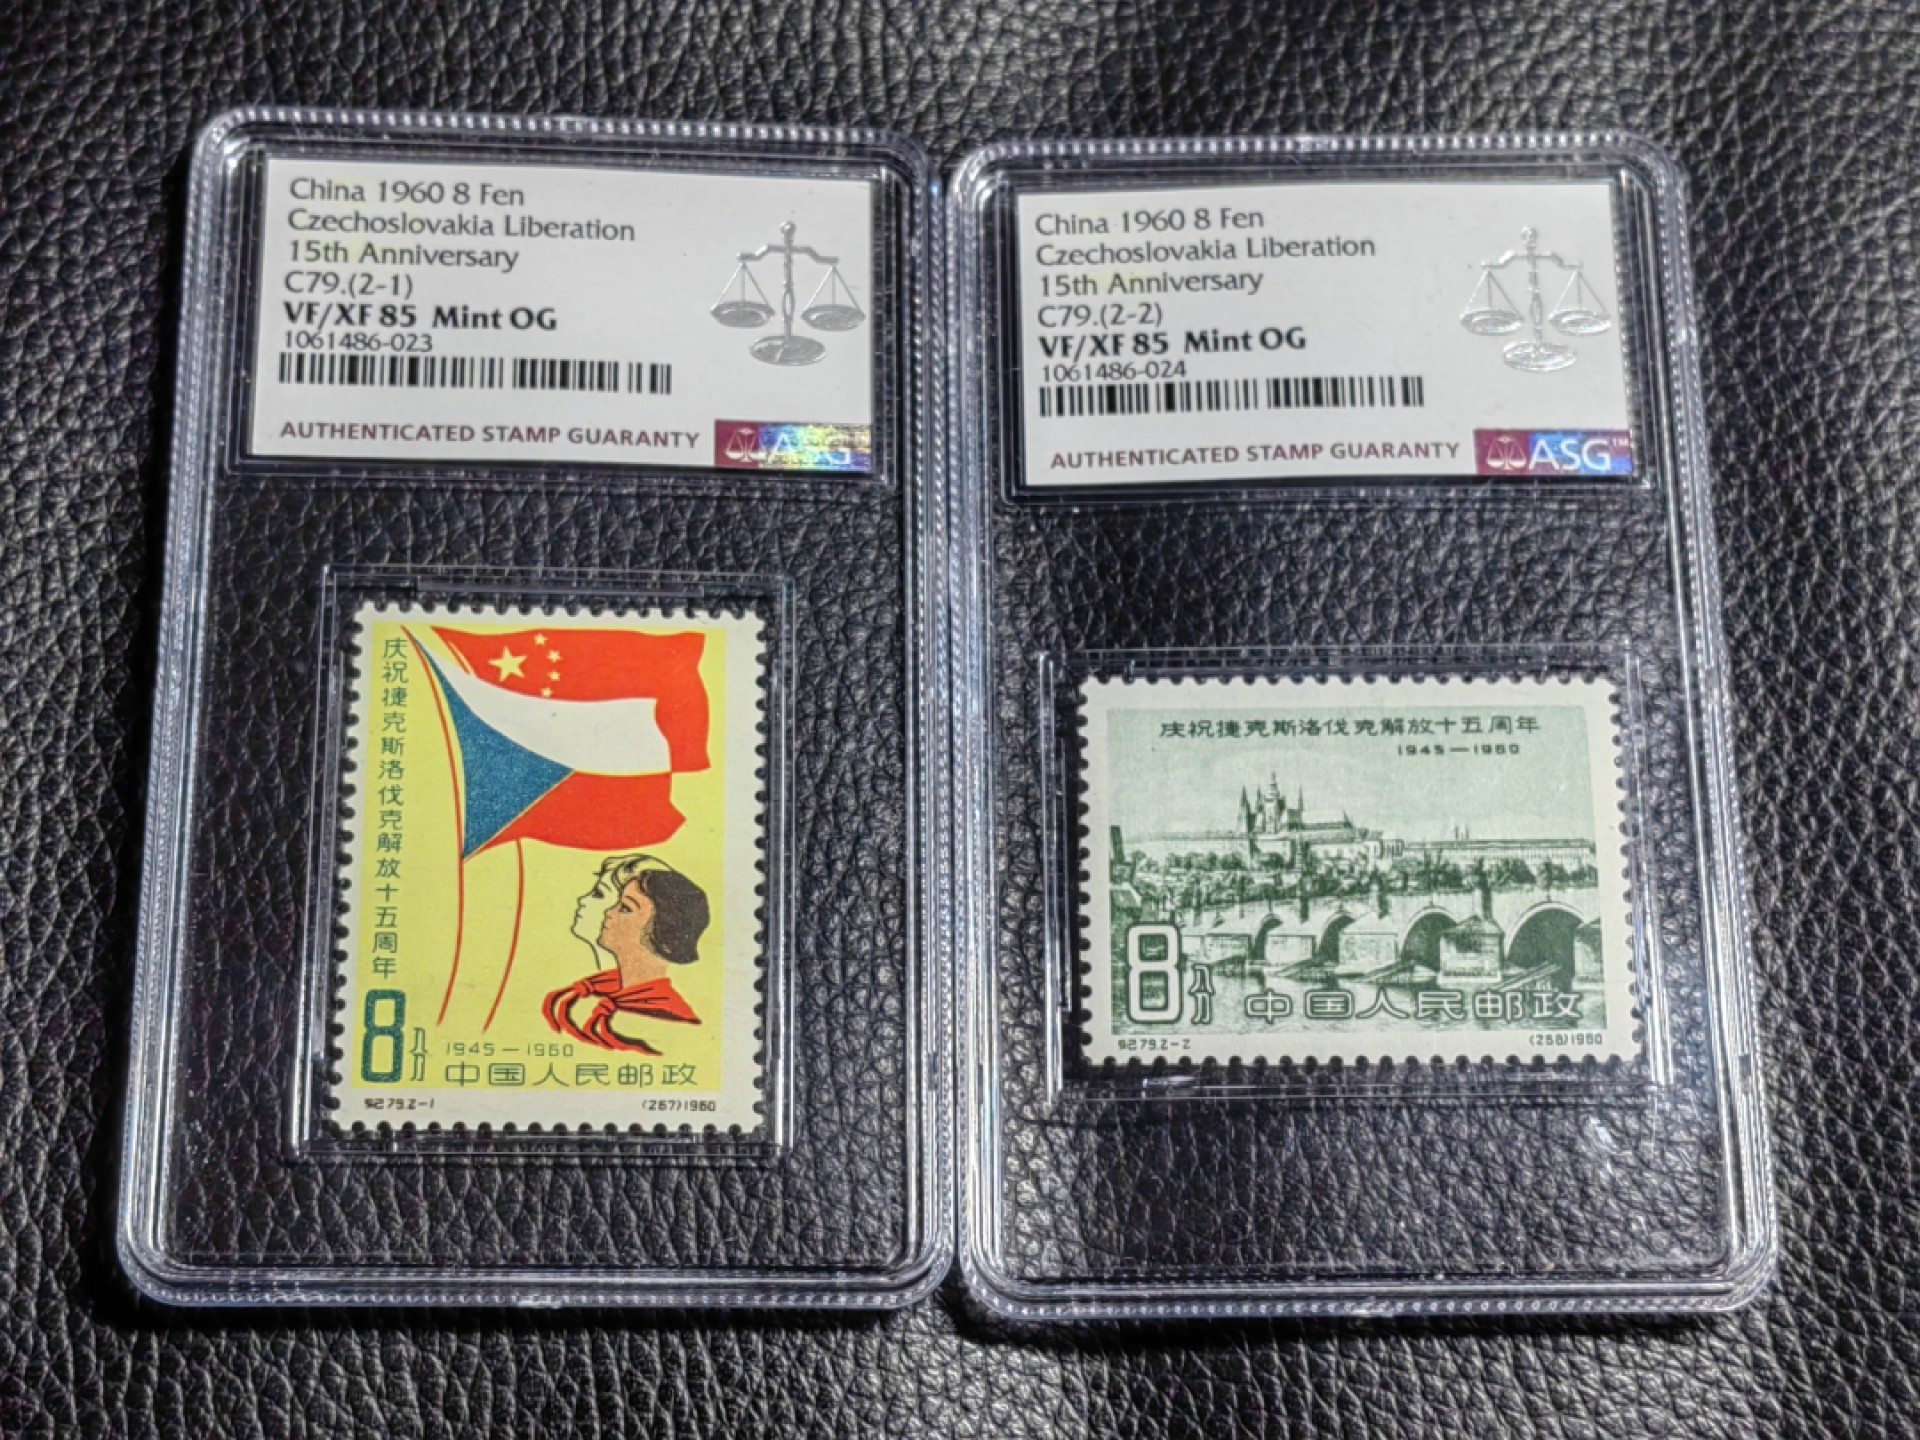 China 1960 8 Fen
Czechoslovakia Liberation
15th Anniversary
C79.(2-1)
VF/XF 85 Mint OG
1061486-023
AUTHENTICATED STAMP GUARANTY
ASG
庆祝捷克斯洛伐克解放十五周年
8分
1945—1960
中国人民邮政
纪79.2-1
(267)1960
China 1960 8 Fen
Czechoslovakia Liberation
15th Anniversary
C79.(2-2)
VF/XF 85 Mint OG
1061486-024
AUTHENTICATED STAMP GUARANTY
ASG™
庆祝捷克斯洛伐克解放十五周年
1945—1960
8分
中国人民邮政
纪79.2-2
(268)1960